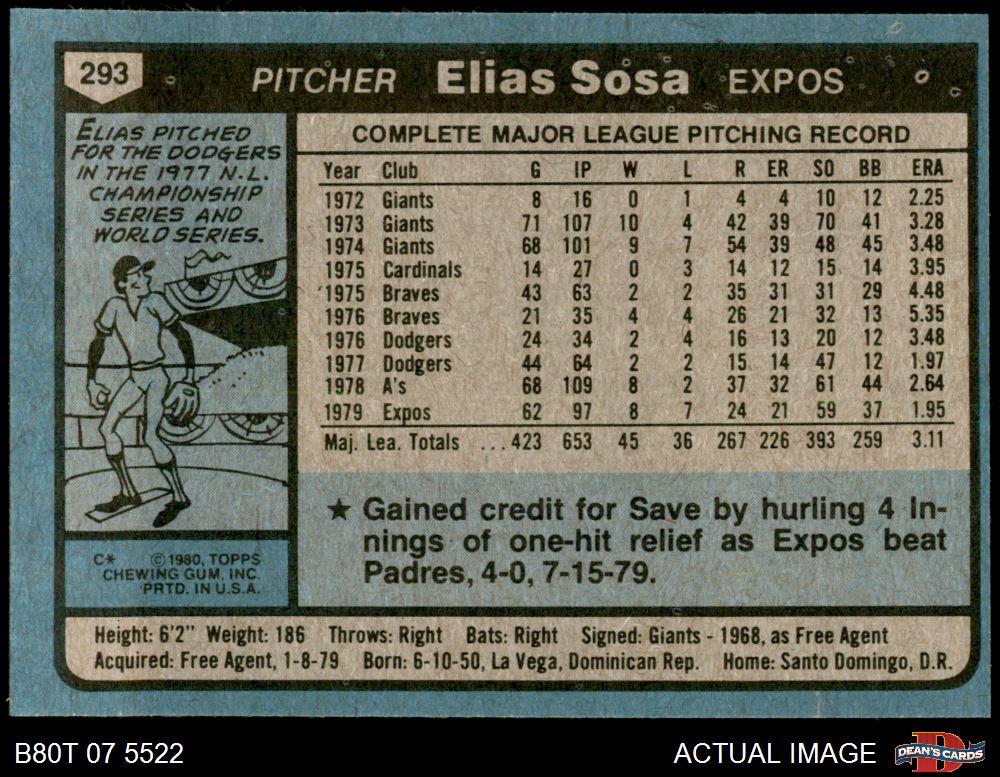 293
PITCHER Elias Sosa EXPOS
ELIAS PITCHED
FOR THE DODGERS
IN THE 1977 N.L.
CHAMPIONSHIP
SERIES AND
WORLD SERIES.
C* ©1980, TOPPS
CHEWING GUM, INC.
PRTD. IN U.S.A.
COMPLETE MAJOR LEAGUE PITCHING RECORD
Year Club G IP W L R ER SO BB ERA
1972 Giants 8 16 0 1 4 4 10 12 2.25
1973 Giants 71 107 10 4 42 39 70 41 3.28
1974 Giants 68 101 9 7 54 39 48 45 3.48
1975 Cardinals 14 27 0 3 14 12 15 14 3.95
1975 Braves 43 63 2 2 35 31 31 29 4.48
1976 Braves 21 35 4 4 26 21 32 13 5.35
1976 Dodgers 24 34 2 4 16 13 20 12 3.48
1977 Dodgers 44 64 2 2 15 14 47 12 1.97
1978 A's 68 109 8 2 37 32 61 44 2.64
1979 Expos 62 97 8 7 24 21 59 37 1.95
Maj. Lea. Totals ... 423 653 45 36 267 226 393 259 3.11
★ Gained credit for Save by hurling 4 In-
nings of one-hit relief as Expos beat
Padres, 4-0, 7-15-79.
Height: 6'2" Weight: 186 Throws: Right Bats: Right Signed: Giants - 1968, as Free Agent
Acquired: Free Agent, 1-8-79 Born: 6-10-50, La Vega, Dominican Rep. Home: Santo Domingo, D.R.
B80T 07 5522 ACTUAL IMAGE D DEAN'S CARDS